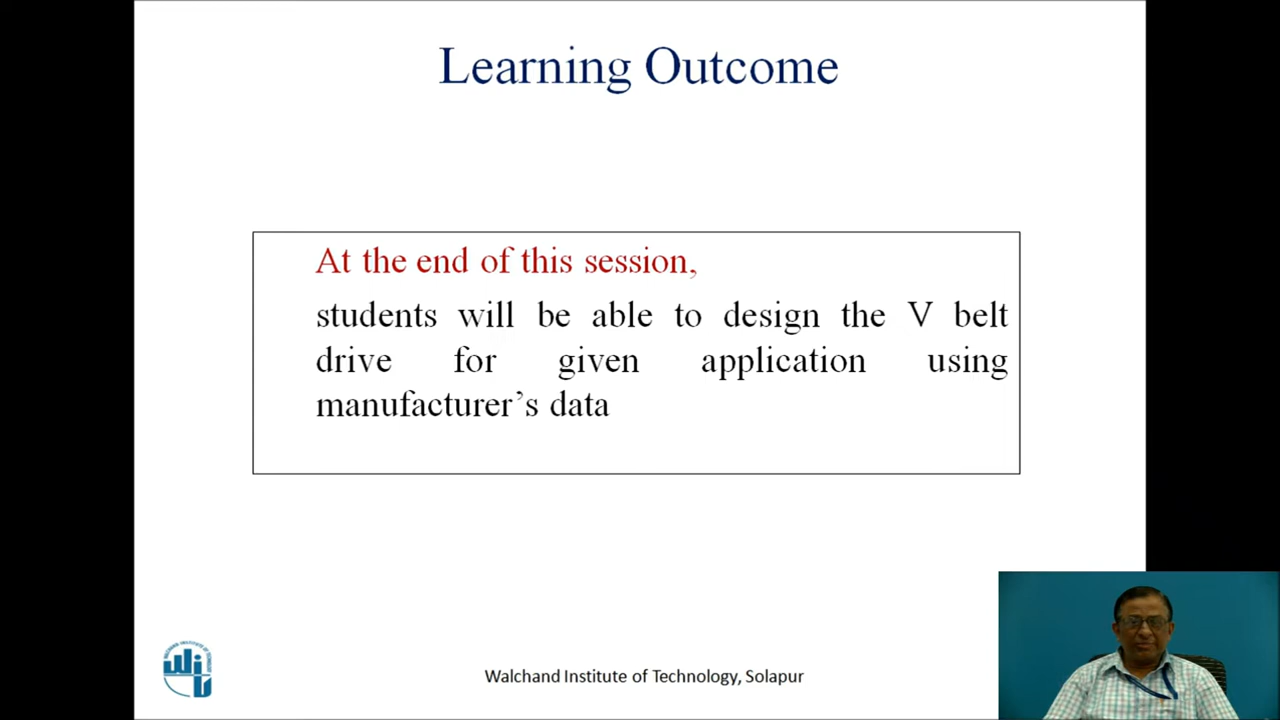 Learning Outcome
At the end of this session,
students will be able to design the V belt
drive for given application using
manufacturer's data
Walchand Institute of Technology, Solapur